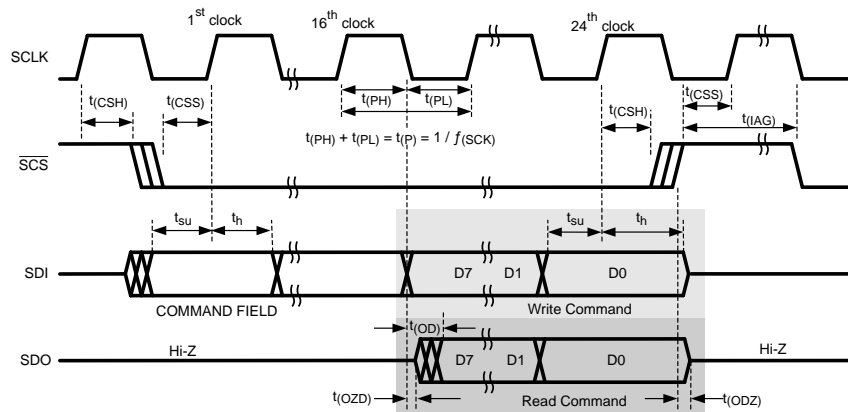 1st clock
16th clock
24th clock
SCLK
t(CSH)
t(CSS)
t(PH)
t(PL)
t(CSH)
t(CSS)
t(IAG)
t(PH) + t(PL) = t(P) = 1 / f(SCK)
SCS
tsu
th
tsu
th
SDI
D7
D1
D0
COMMAND FIELD
Write Command
t(OD)
SDO
Hi-Z
D7
D1
D0
Hi-Z
t(OZD)
Read Command
t(ODZ)